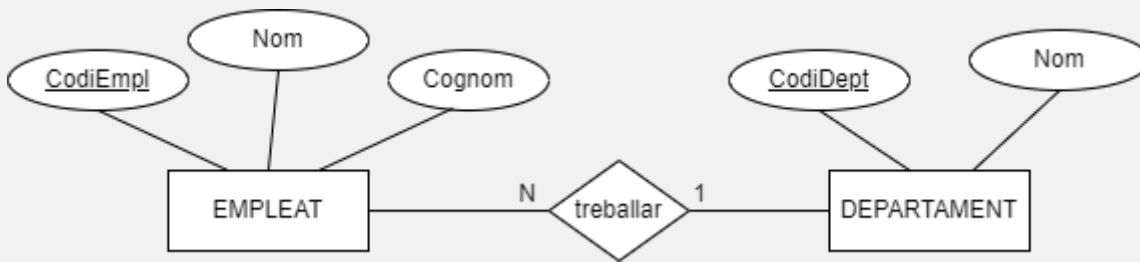 Nom
CodiEmpl
Cognom
CodiDept
Nom
EMPLEAT
N
treballar
1
DEPARTAMENT